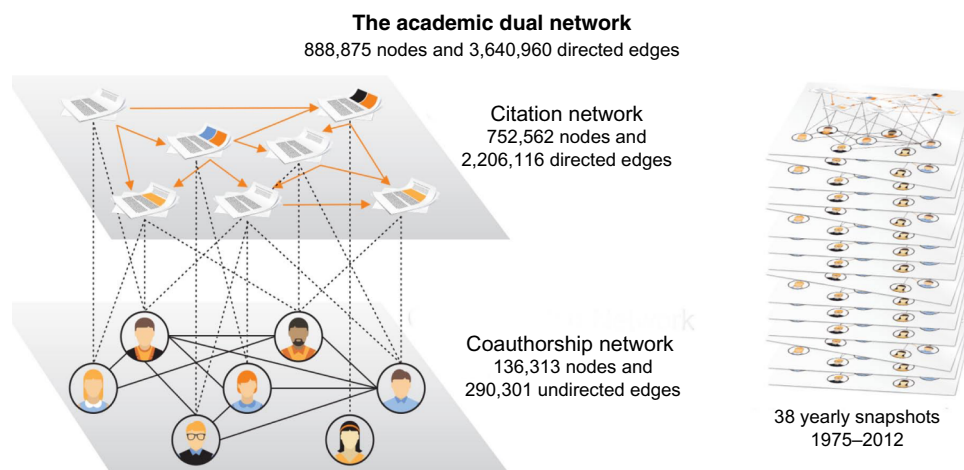 The academic dual network
888,875 nodes and 3,640,960 directed edges
Citation network
752,562 nodes and
2,206,116 directed edges
Coauthorship network
136,313 nodes and
290,301 undirected edges
38 yearly snapshots
1975–2012